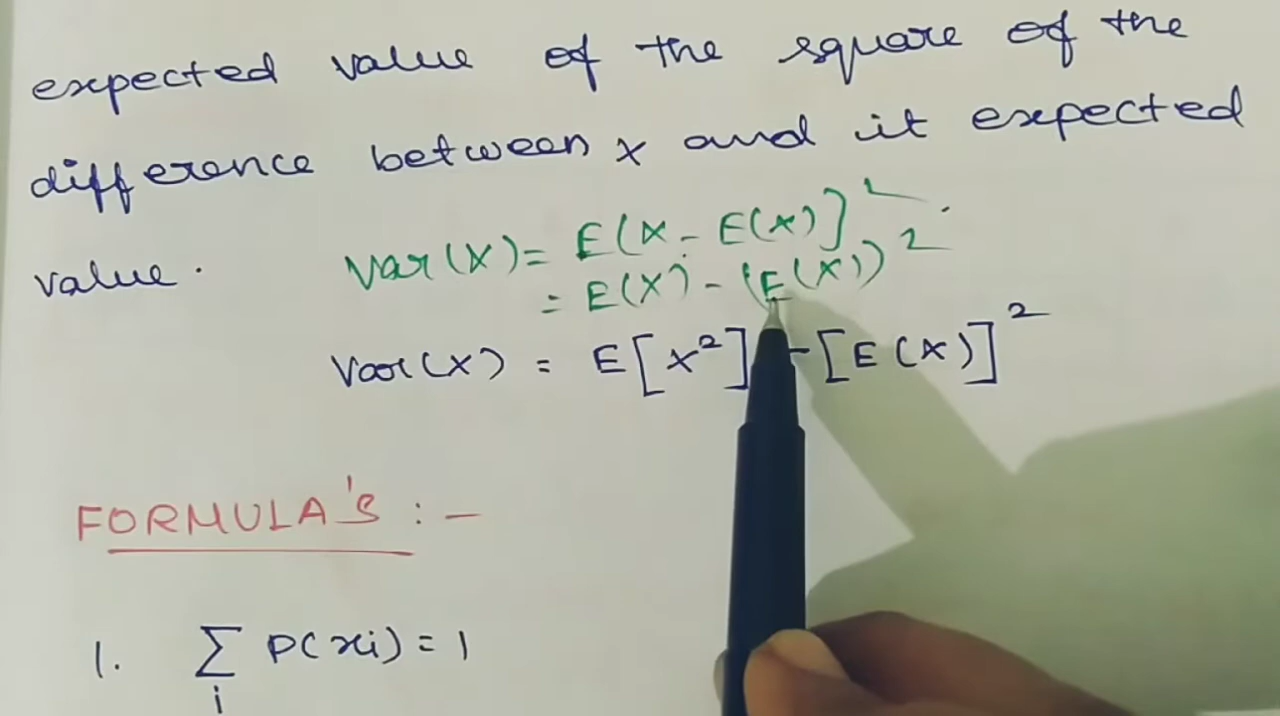 expected value of the square of the
difference between x and it expected
value.
Var(X) = E(X - E(X)]².
= E(X) - (E(X))²
Var(X) = E[X²] - [E(X)]²
FORMULA'S : -
1. Σ P(xi) = 1
i